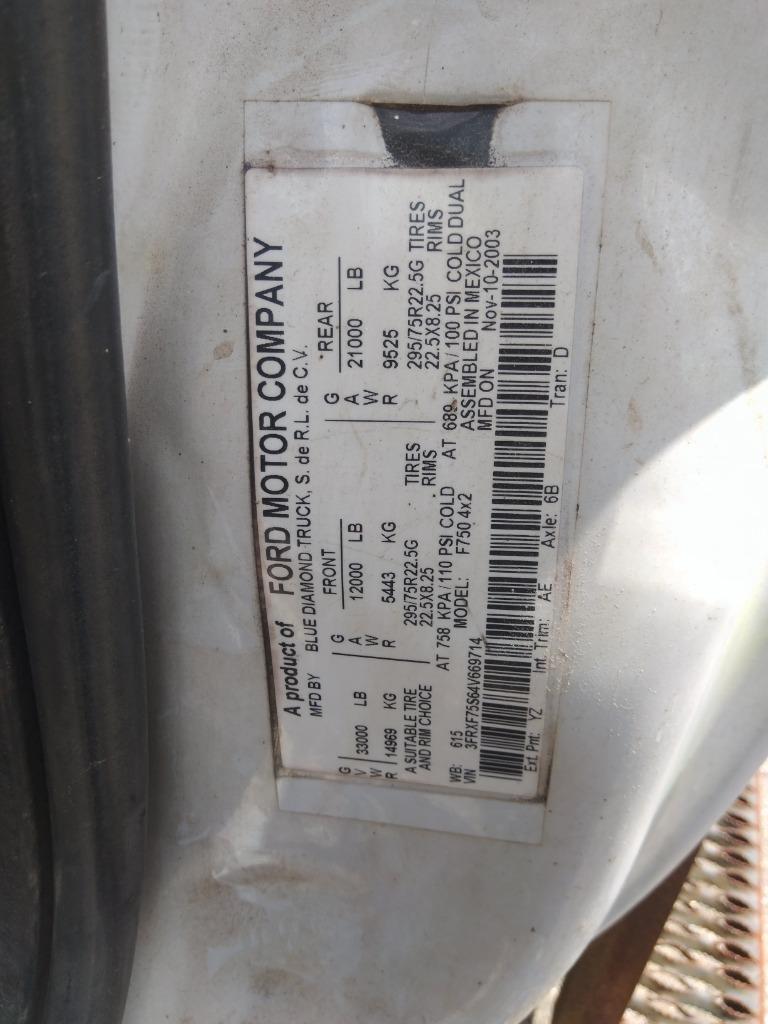 A product of FORD MOTOR COMPANY
MFD BY BLUE DIAMOND TRUCK, S. de R.L. de C.V.
GVWR 33000 LB 14969 KG
FRONT GAWR 12000 LB 5443 KG
REAR GAWR 21000 LB 9525 KG
A SUITABLE TIRE AND RIM CHOICE
295/75R22.5G TIRES 295/75R22.5G TIRES
22.5X8.25 RIMS 22.5X8.25 RIMS
AT 758 KPA/110 PSI COLD AT 689 KPA/100 PSI COLD DUAL
MODEL: F750 4x2 ASSEMBLED IN MEXICO
WB: 615 MFD ON Nov-10-2003
VIN 3FRXF75S64V669714
Ext. Pnt: YZ Int. Trim: AE Axle: 6B Tran: D